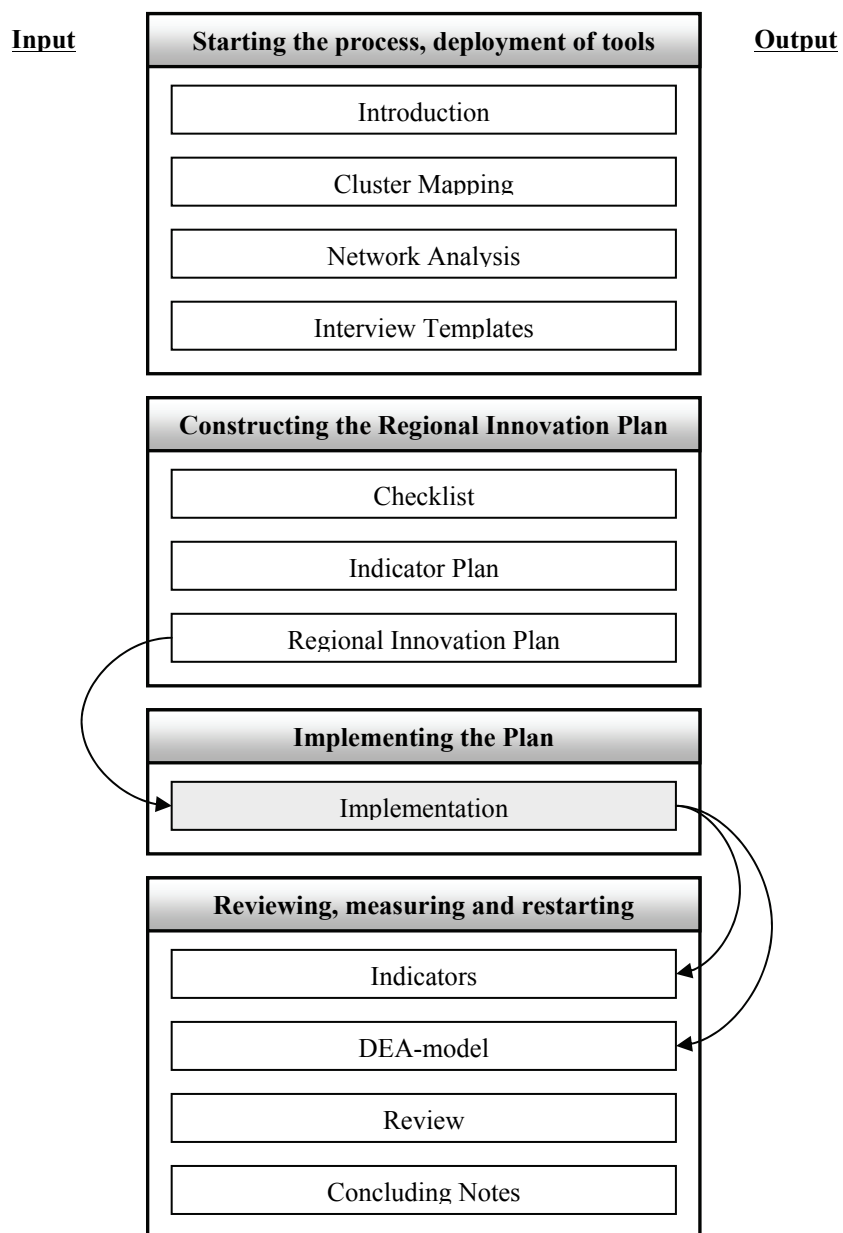 Input
Starting the process, deployment of tools
Output
Introduction
Cluster Mapping
Network Analysis
Interview Templates
Constructing the Regional Innovation Plan
Checklist
Indicator Plan
Regional Innovation Plan
Implementing the Plan
Implementation
Reviewing, measuring and restarting
Indicators
DEA-model
Review
Concluding Notes